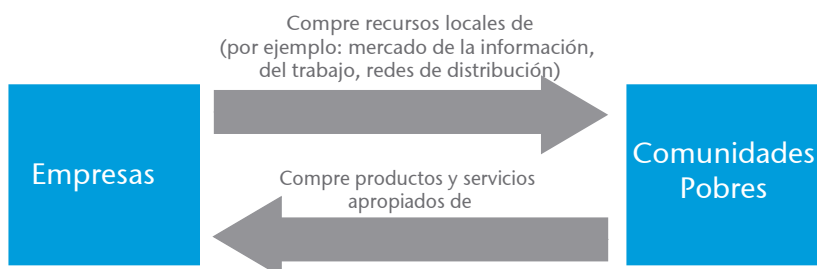 Compre recursos locales de
(por ejemplo: mercado de la información,
del trabajo, redes de distribución)
Empresas
Comunidades
Pobres
Compre productos y servicios
apropiados de